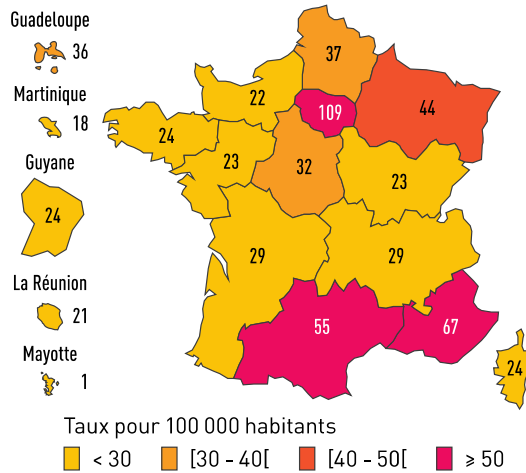 Guadeloupe
36
Martinique
18
Guyane
24
La Réunion
21
Mayotte
1
37
22
109
44
24
23
32
23
29
29
55
67
24
Taux pour 100 000 habitants
< 30
[30 - 40[
[40 - 50[
⩾ 50